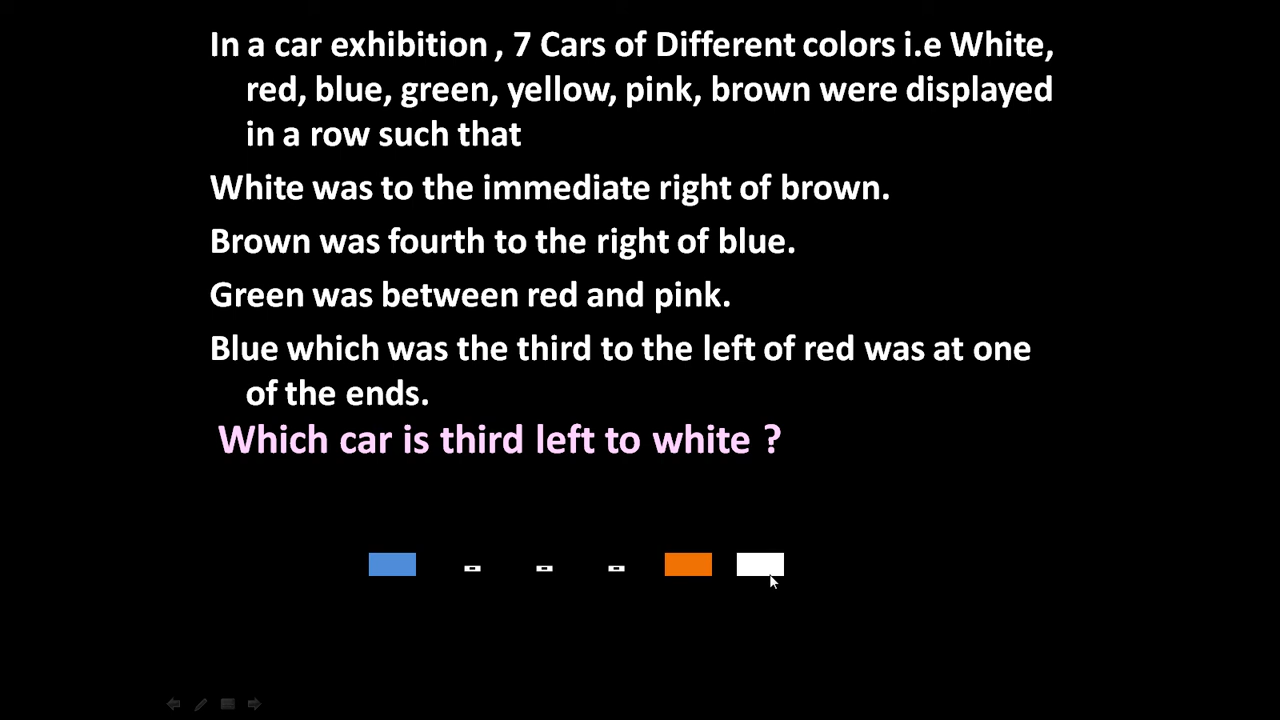 In a car exhibition , 7 Cars of Different colors i.e White,
red, blue, green, yellow, pink, brown were displayed
in a row such that
White was to the immediate right of brown.
Brown was fourth to the right of blue.
Green was between red and pink.
Blue which was the third to the left of red was at one
of the ends.
Which car is third left to white ?